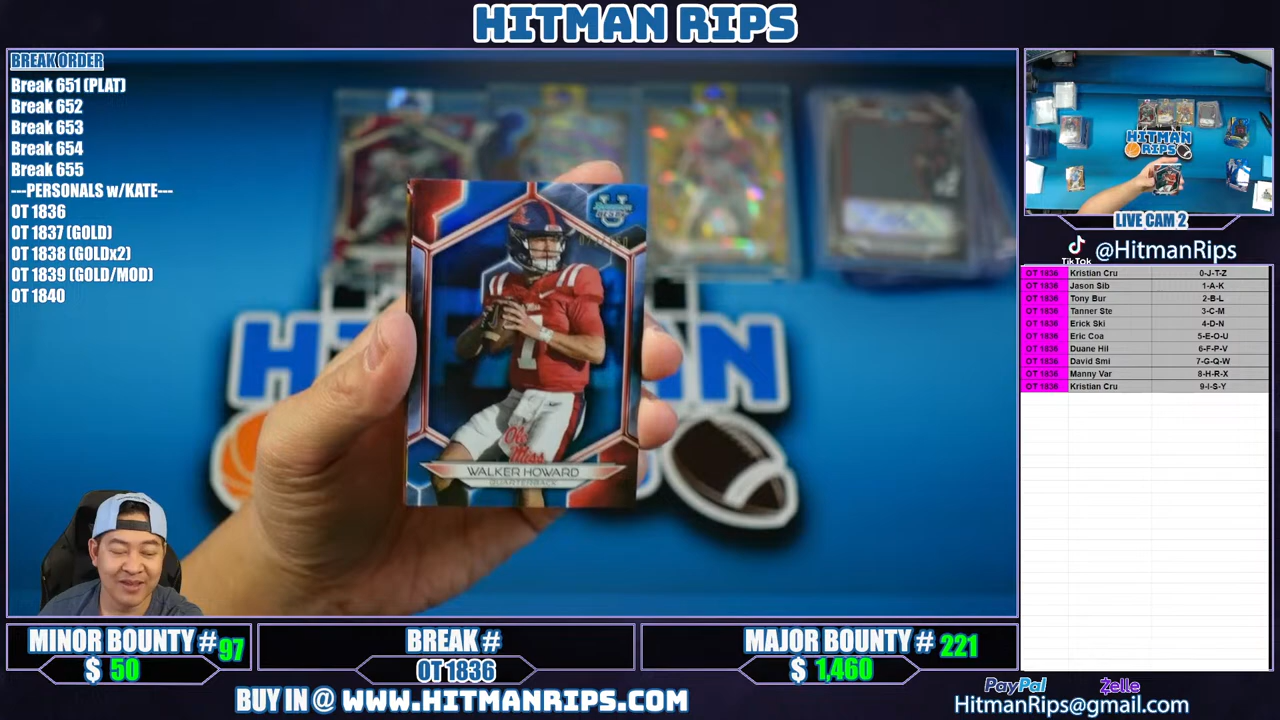 HITMAN RIPS
BREAK ORDER
Break 651 (PLAT)
Break 652
Break 653
Break 654
Break 655
---PERSONALS w/KATE---
OT 1836
OT 1837 (GOLD)
OT 1838 (GOLDx2)
OT 1839 (GOLD/MOD)
OT 1840
Ole
Miss
WALKER HOWARD
QUARTERBACK
HITMAN
RIPS
LIVE CAM 2
TikTok
@HitmanRips
OT 1836 Kristian Cru 0-J-T-Z
OT 1836 Jason Sib 1-A-K
OT 1836 Tony Bur 2-B-L
OT 1836 Tanner Ste 3-C-M
OT 1836 Erick Ski 4-D-N
OT 1836 Eric Coa 5-E-O-U
OT 1836 Duane Hil 6-F-P-V
OT 1836 David Smi 7-G-Q-W
OT 1836 Manny Var 8-H-R-X
OT 1836 Kristian Cru 9-I-S-Y
MINOR BOUNTY # 97
$ 50
BREAK #
OT 1836
MAJOR BOUNTY # 221
$ 1,460
BUY IN @ WWW.HITMANRIPS.COM
PayPal Zelle
HitmanRips@gmail.com